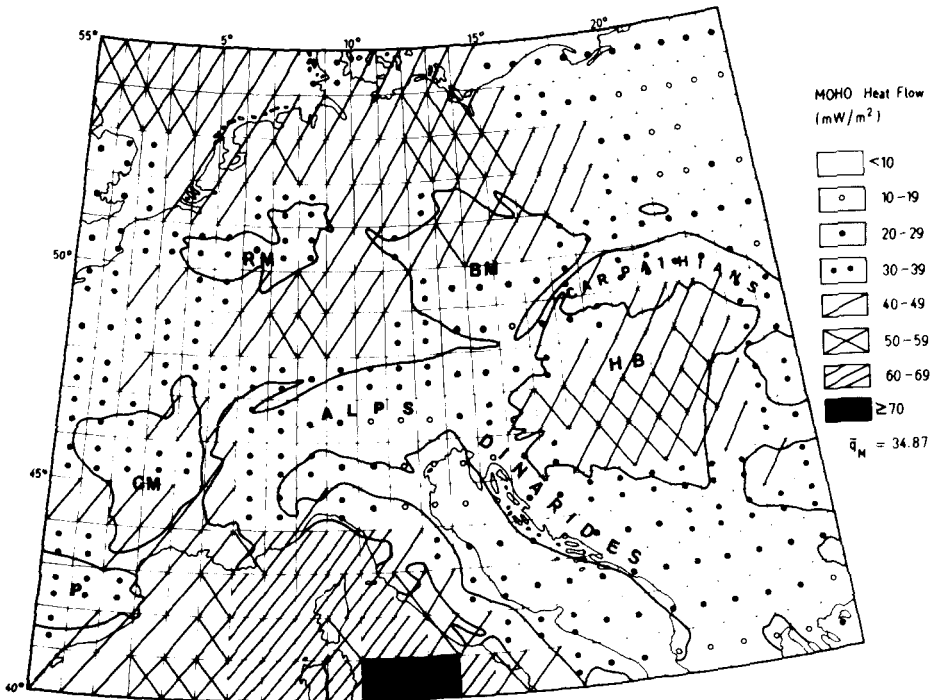 55°
5°
10°
15°
20°
MOHO Heat Flow
(mW/m²)
<10
10-19
20-29
30-39
40-49
50-59
60-69
≥70
q̄M = 34.87
50°
RM
BM
CARPATHIANS
HB
ALPS
45°
CM
DINARIDES
P.
40°